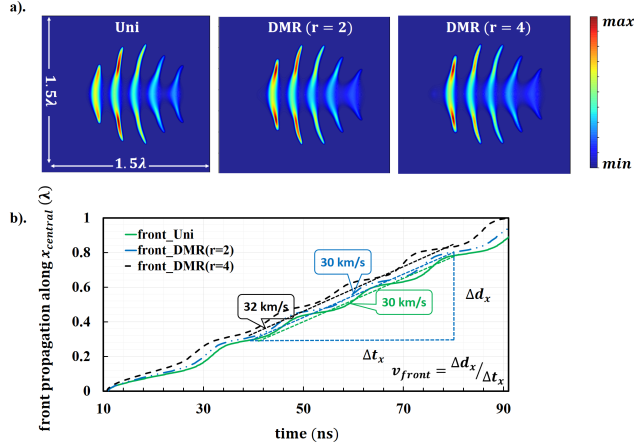 a).
Uni
DMR (r = 2)
DMR (r = 4)
max
min
1.5λ
1.5λ
b).
front propagation along x_central (λ)
1
0.8
0.6
0.4
0.2
0
front_Uni
front_DMR(r=2)
front_DMR(r=4)
30 km/s
32 km/s
30 km/s
Δd_x
Δt_x
v_front = Δd_x/Δt_x
10
30
50
70
90
time (ns)